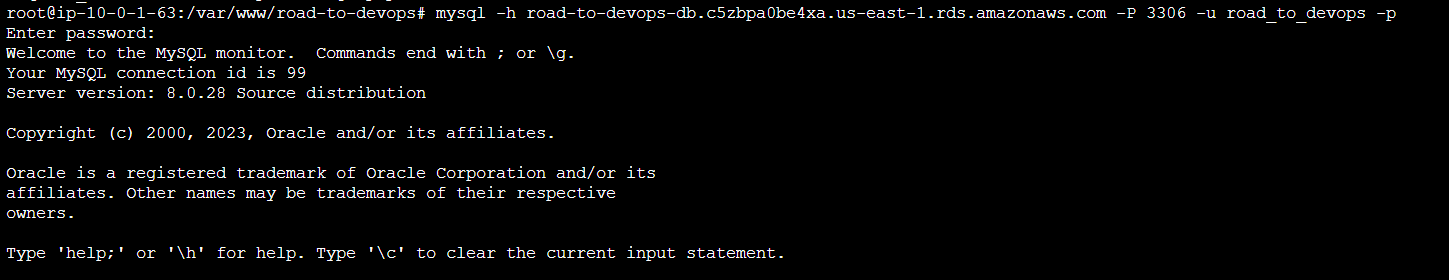 root@ip-10-0-1-63:/var/www/road-to-devops# mysql -h road-to-devops-db.c5zbpa0be4xa.us-east-1.rds.amazonaws.com -P 3306 -u road_to_devops -p
Enter password:
Welcome to the MySQL monitor.  Commands end with ; or \g.
Your MySQL connection id is 99
Server version: 8.0.28 Source distribution
Copyright (c) 2000, 2023, Oracle and/or its affiliates.
Oracle is a registered trademark of Oracle Corporation and/or its
affiliates. Other names may be trademarks of their respective
owners.
Type 'help;' or '\h' for help. Type '\c' to clear the current input statement.